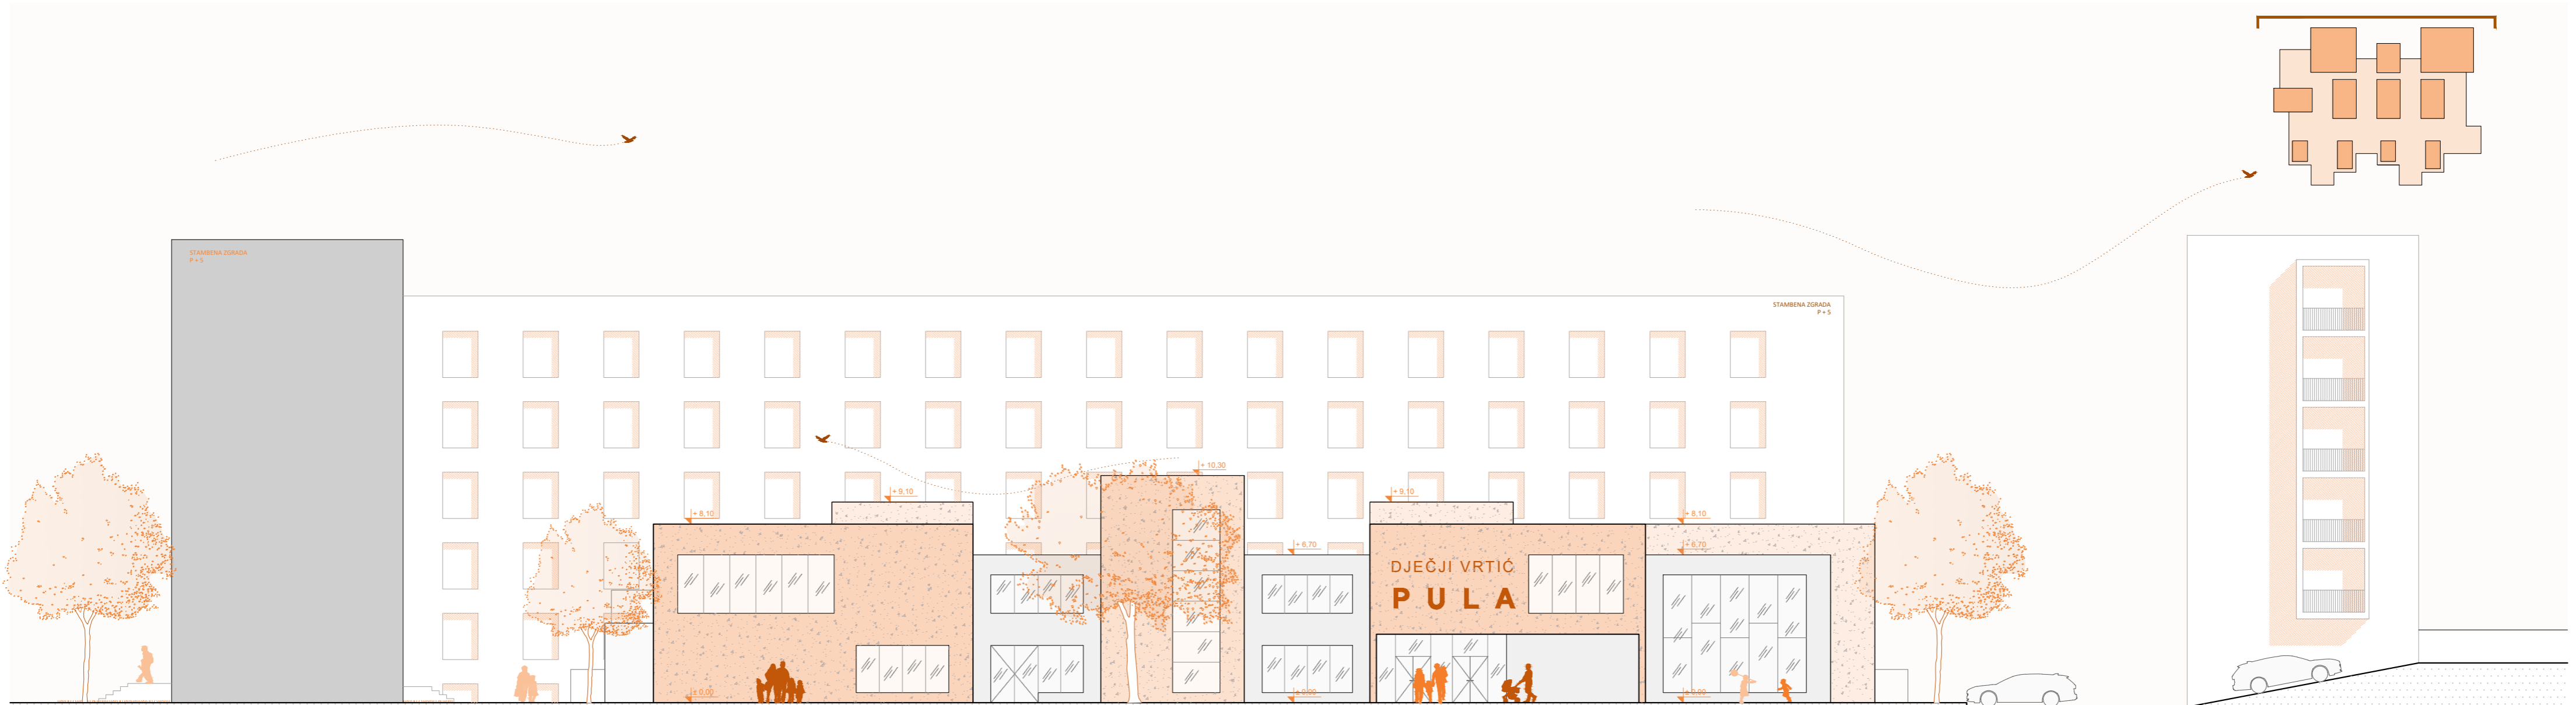 STAMBENA ZGRADA
P + 5
STAMBENA ZGRADA
P + 5
+ 10,30
+ 9,10
+ 9,10
+ 8,10
+ 8,10
+ 6,70
+ 6,70
DJEČJI VRTIĆ
PULA
± 0,00
± 0,00
± 0,00